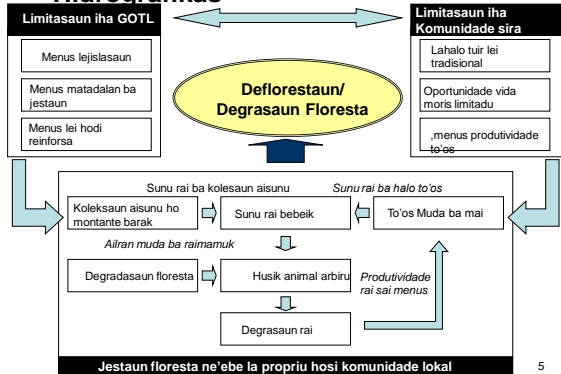 Limitasaun iha GOTL
Menus lejislasaun
Menus matadalan ba
jestaun
Menus lei hodi
reinforsa
Limitasaun iha
Komunidade sira
Lahalo tuir lei
tradisional
Oportunidade vida
moris limitadu
,menus produtividade
to'os
Deflorestaun/
Degrasaun Floresta
Sunu rai ba kolesaun aisunu
Sunu rai ba halo to'os
Koleksaun aisunu ho
montante barak
Sunu rai bebeik
To'os Muda ba mai
Ailran muda ba raimamuk
Degradasaun floresta
Husik animal arbiru
Produtividade
rai sai menus
Degrasaun rai
Jestaun floresta ne'ebe la propriu hosi komunidade lokal
5